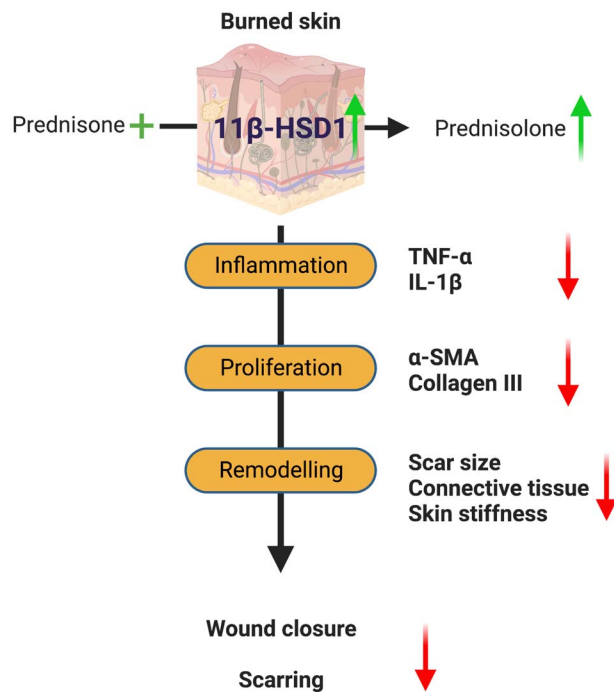 Burned skin
Prednisone +
11β-HSD1
Prednisolone
Inflammation
TNF-α
IL-1β
Proliferation
α-SMA
Collagen III
Remodelling
Scar size
Connective tissue
Skin stiffness
Wound closure
Scarring